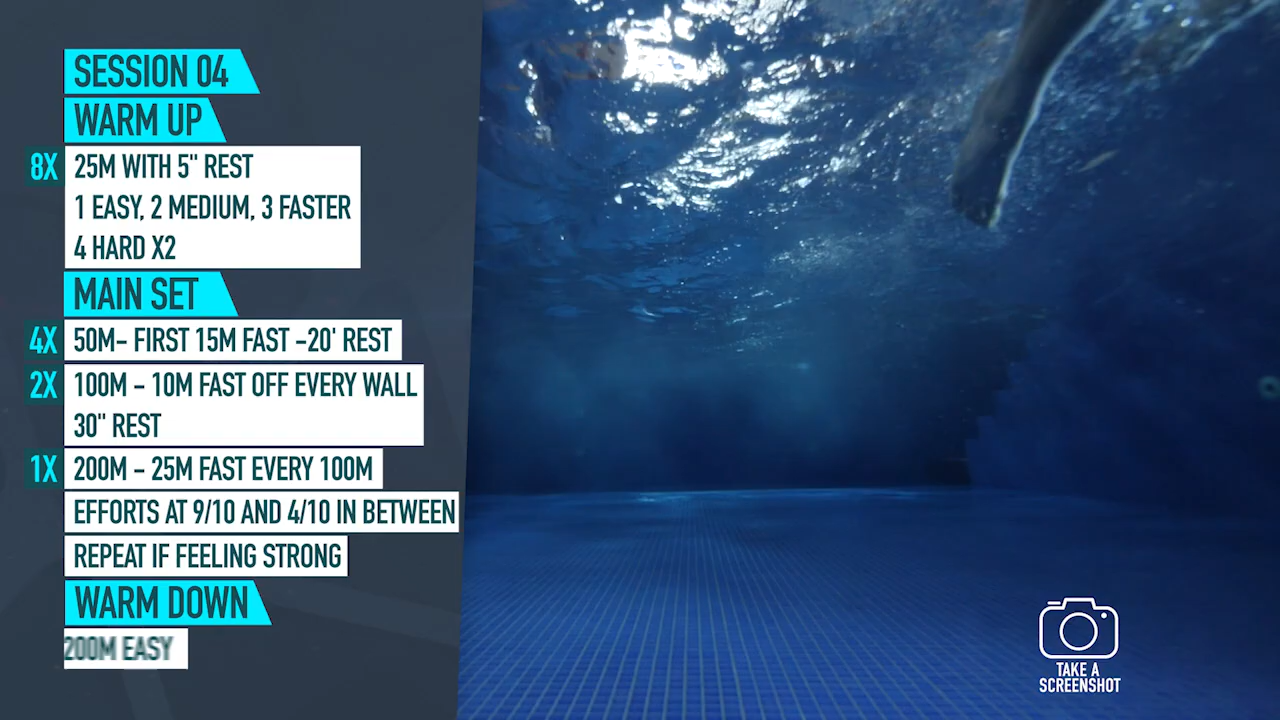 SESSION 04
WARM UP
8X 25M WITH 5" REST
1 EASY, 2 MEDIUM, 3 FASTER
4 HARD X2
MAIN SET
4X 50M- FIRST 15M FAST -20' REST
2X 100M - 10M FAST OFF EVERY WALL
30" REST
1X 200M - 25M FAST EVERY 100M
EFFORTS AT 9/10 AND 4/10 IN BETWEEN
REPEAT IF FEELING STRONG
WARM DOWN
200M EASY
TAKE A
SCREENSHOT